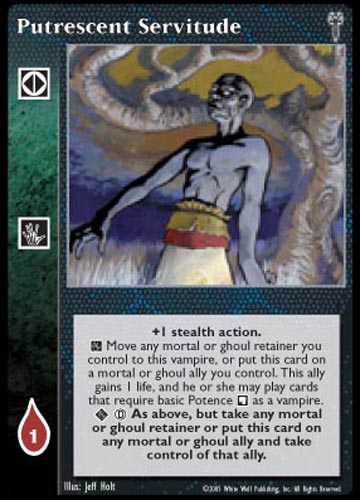 Putrescent Servitude
+1 stealth action.
Move any mortal or ghoul retainer you
control to this vampire, or put this card on
a mortal or ghoul ally you control. This ally
gains 1 life, and he or she may play cards
that require basic Potence as a vampire.
As above, but take any mortal
or ghoul retainer or put this card on
any mortal or ghoul ally and take
control of that ally.
1
Illus: Jeff Holt
©2005 White Wolf Publishing, Inc. All Rights Reserved